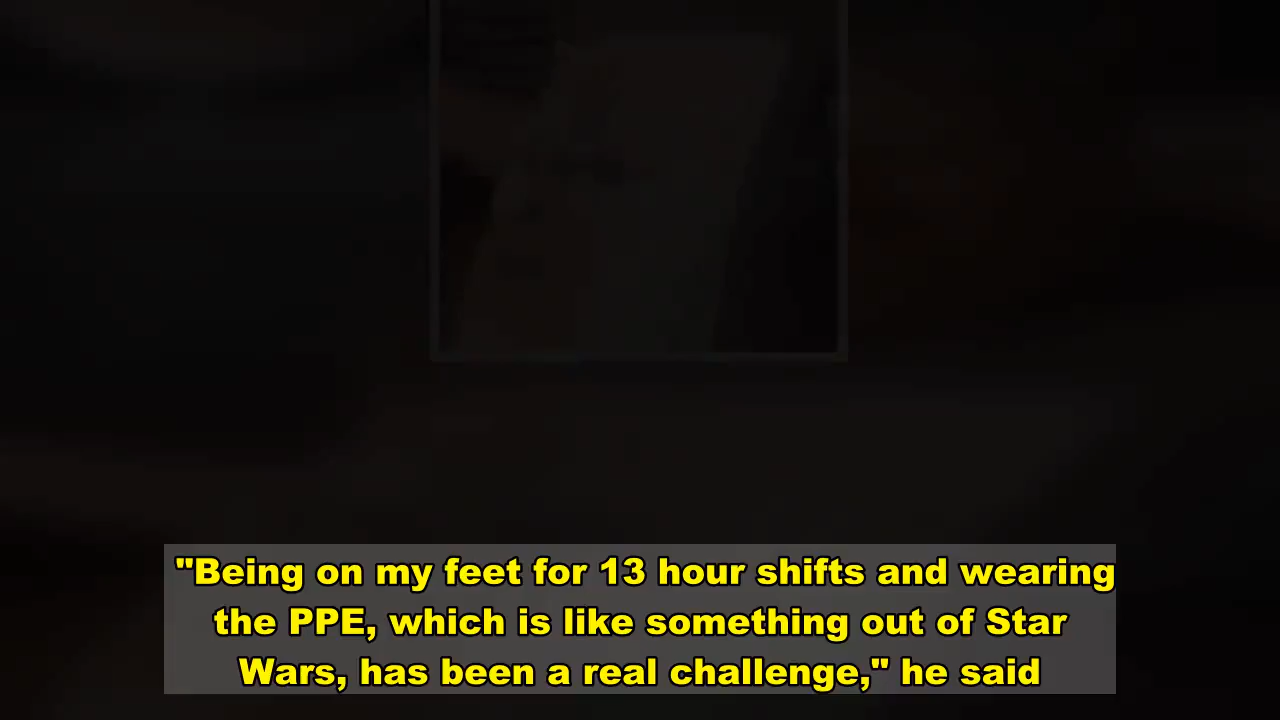 "Being on my feet for 13 hour shifts and wearing
the PPE, which is like something out of Star
Wars, has been a real challenge," he said